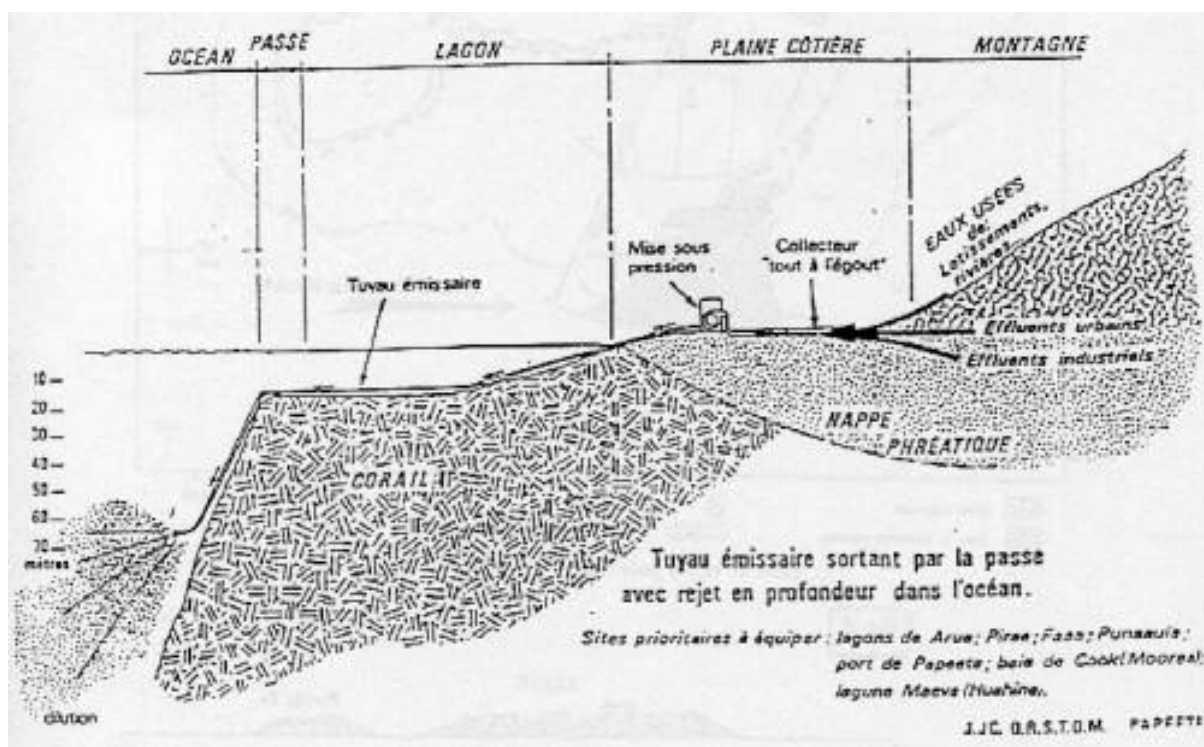 OCÉAN PASSE LAGON PLAINE CÔTIÈRE MONTAGNE
EAUX USÉES
de:
Lotissements,
rivières
Mise sous
pression
Collecteur
"tout à l'égout"
Tuyau émissaire
Effluents urbains
Effluents industriels
10
20
30
40
50
60
70
mètres
NAPPE
PHRÉATIQUE
CORAIL
Tuyau émissaire sortant par la passe
avec rejet en profondeur dans l'océan.
Sites prioritaires à équiper: lagons de Arue; Pirae; Faaa; Punaauia;
port de Papeete; baie de Cook(Moorea);
lagune Maeva(Huahine.
dilution
J.J.C. O.R.S.T.O.M. PAPEETE